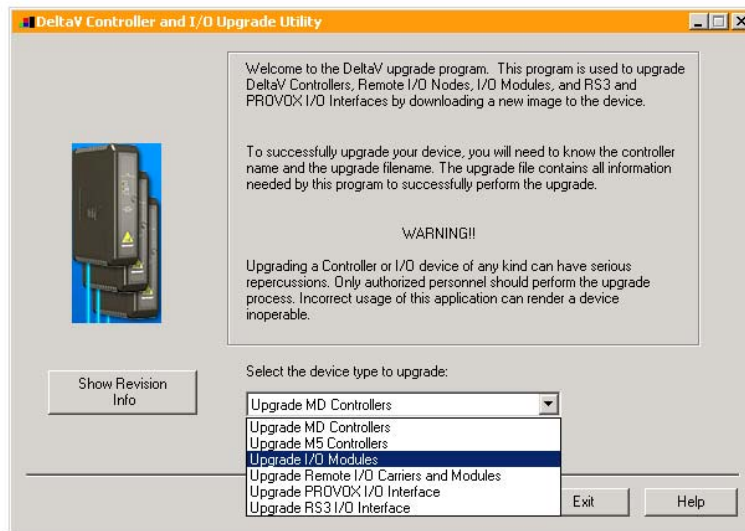 DeltaV Controller and I/O Upgrade Utility
Welcome to the DeltaV upgrade program. This program is used to upgrade
DeltaV Controllers, Remote I/O Nodes, I/O Modules, and RS3 and
PROVOX I/O Interfaces by downloading a new image to the device.
To successfully upgrade your device, you will need to know the controller
name and the upgrade filename. The upgrade file contains all information
needed by this program to successfully perform the upgrade.
WARNING!!
Upgrading a Controller or I/O device of any kind can have serious
repercussions. Only authorized personnel should perform the upgrade
process. Incorrect usage of this application can render a device
inoperable.
Show Revision
Info
Select the device type to upgrade:
Upgrade MD Controllers
Upgrade MD Controllers
Upgrade M5 Controllers
Upgrade I/O Modules
Upgrade Remote I/O Carriers and Modules
Upgrade PROVOX I/O Interface
Upgrade RS3 I/O Interface
Exit
Help